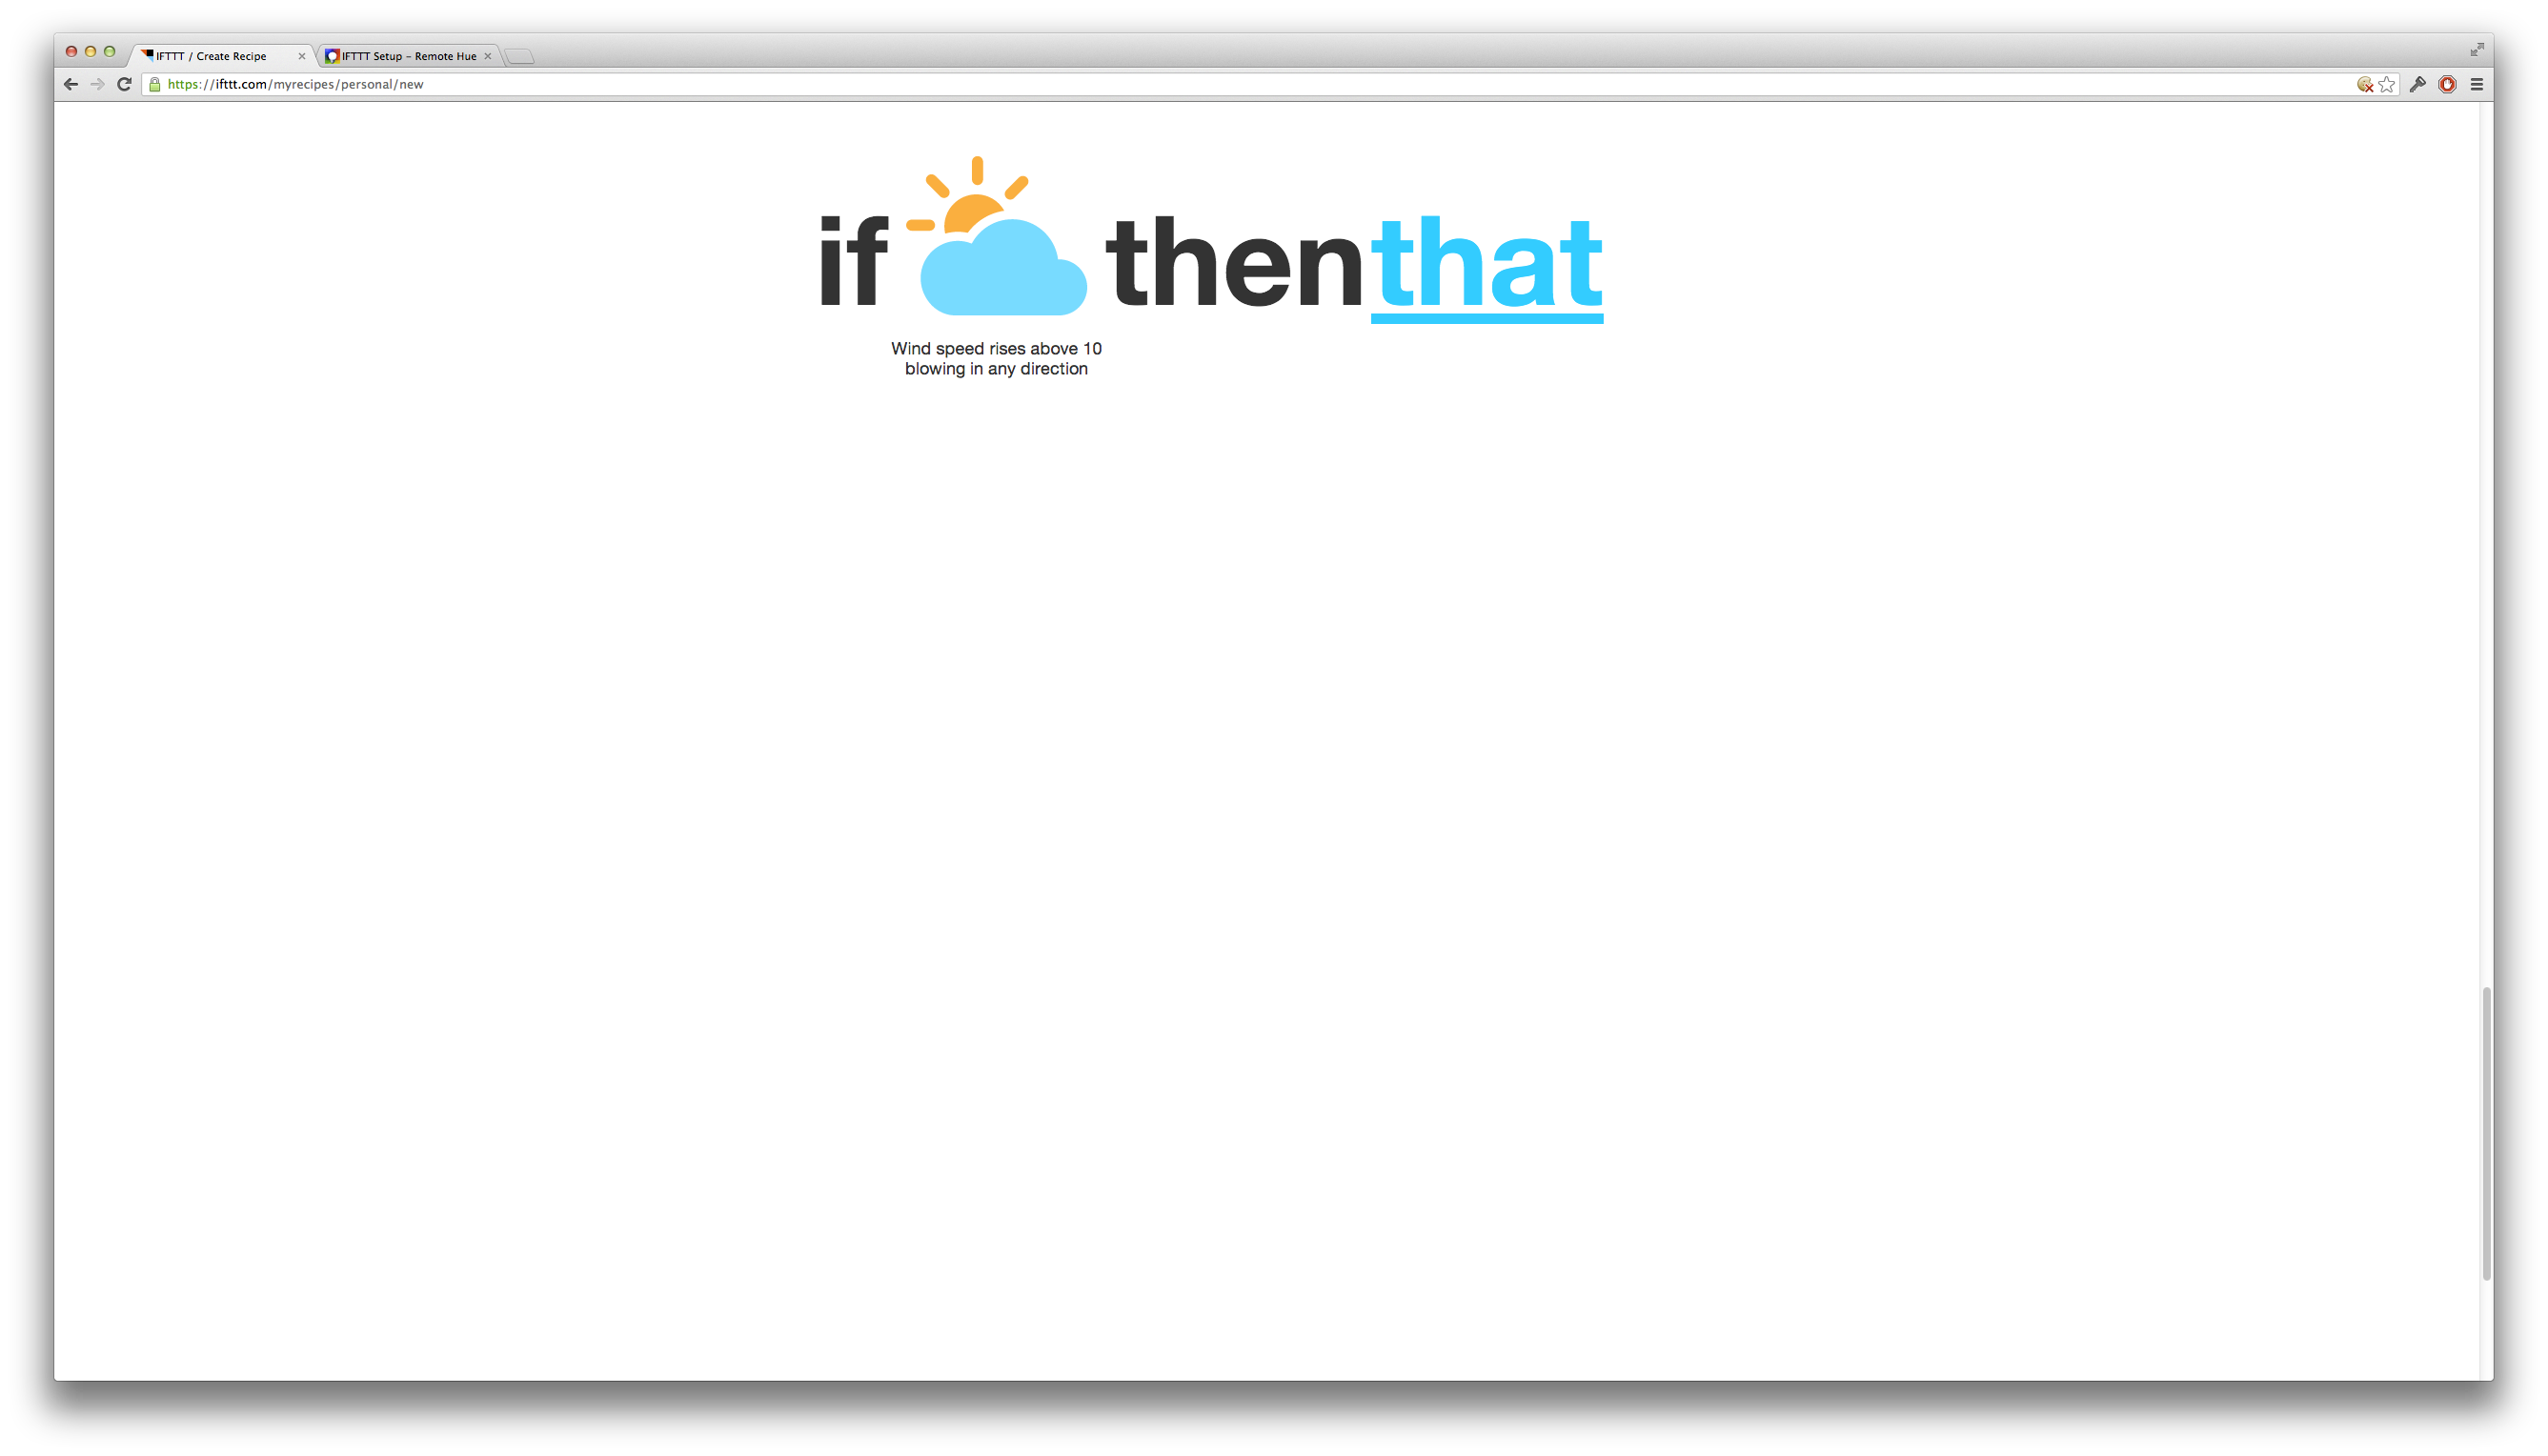 IFTTT / Create Recipe
IFTTT Setup – Remote Hue
https://ifttt.com/myrecipes/personal/new
if then that
Wind speed rises above 10
blowing in any direction